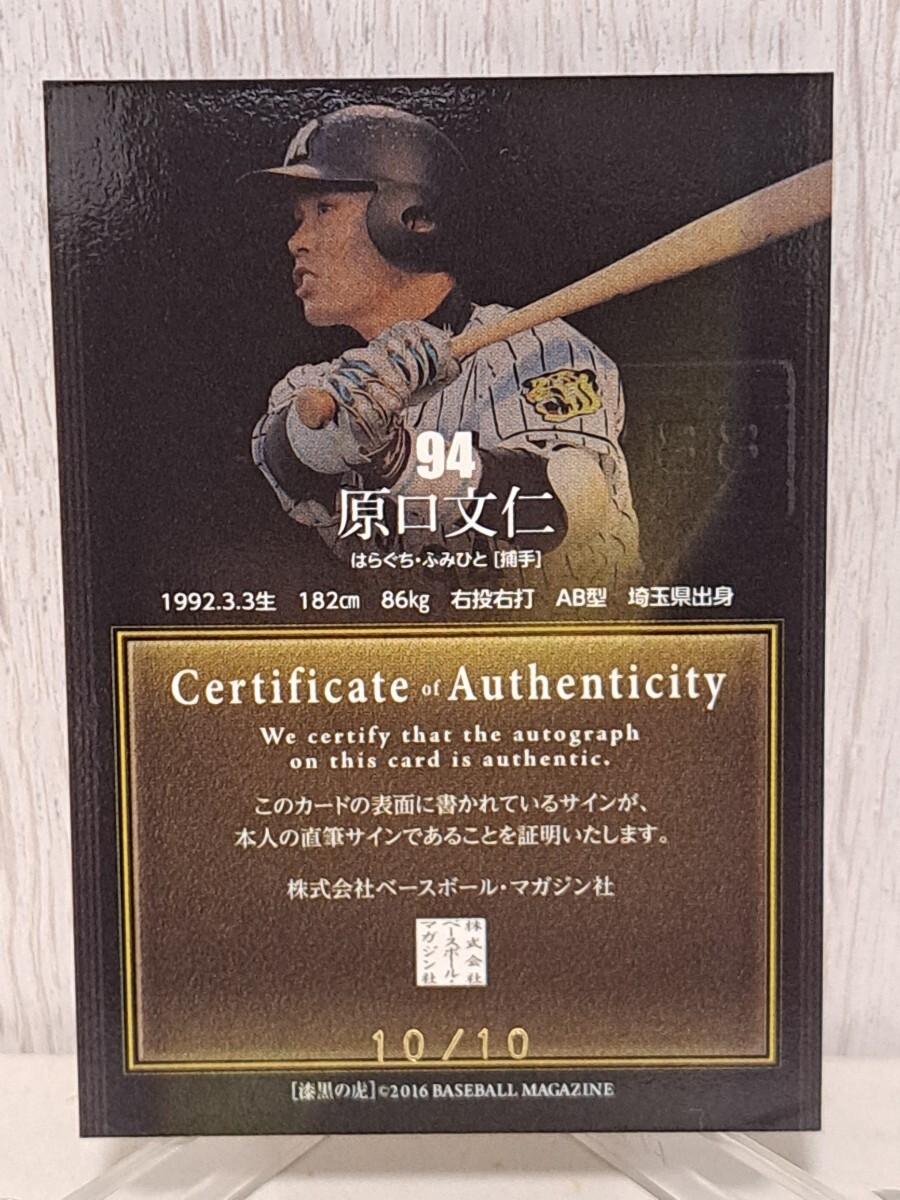 94
原口文仁
はらぐち・ふみひと [捕手]
1992.3.3生 182㎝ 86㎏ 右投右打 AB型 埼玉県出身
Certificate of Authenticity
We certify that the autograph
on this card is authentic.
このカードの表面に書かれているサインが、
本人の直筆サインであることを証明いたします。
株式会社ベースボール・マガジン社
株式会社
ベースボール・
マガジン社
10/10
[漆黒の虎]©2016 BASEBALL MAGAZINE